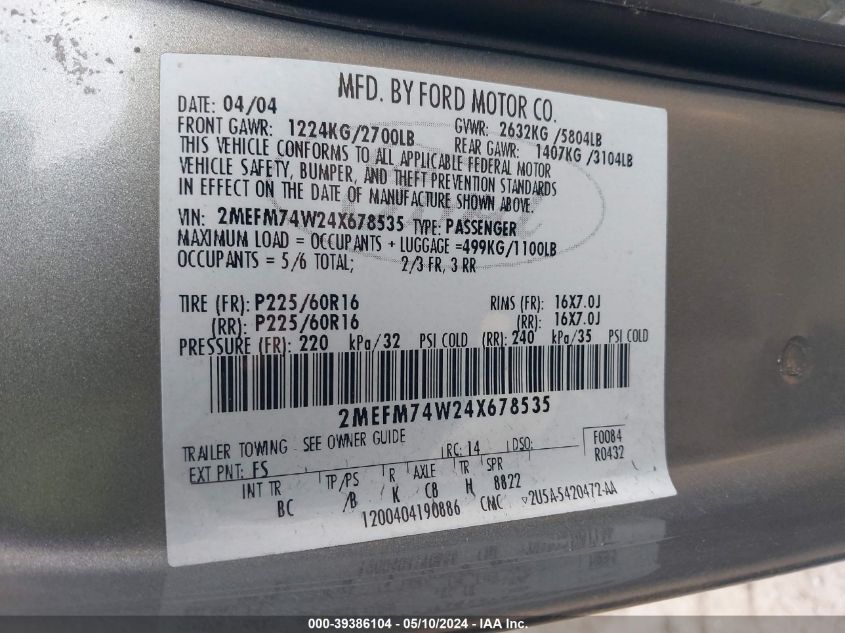 MFD. BY FORD MOTOR CO.
DATE: 04/04 GVWR: 2632KG /5804LB
FRONT GAWR: 1224KG/2700LB REAR GAWR: 1407KG /3104LB
THIS VEHICLE CONFORMS TO ALL APPLICABLE FEDERAL MOTOR
VEHICLE SAFETY, BUMPER, AND THEFT PREVENTION STANDARDS
IN EFFECT ON THE DATE OF MANUFACTURE SHOWN ABOVE.
VIN: 2MEFM74W24X678535 TYPE: PASSENGER
MAXIMUM LOAD = OCCUPANTS + LUGGAGE =499KG/1100LB
OCCUPANTS = 5/6 TOTAL; 2/3 FR, 3 RR
TIRE (FR): P225/60R16 RINS (FR): 16X7.0J
(RR): P225/60R16 (RR): 16X7.0J
PRESSURE (FR): 220 kPa/32 PSI COLD (RR): 240 kPa/35 PSI COLD
2MEFM74W24X678535
TRAILER TOWING - SEE OWNER GUIDE
F0084
EXT PNT: FS RC: 14 DSO: R0432
INT TR TP/PS R AXLE TR SPR
BC /B K C8 H 8822
1200404190886 CMC 2U5A-5420472-AA
000-39386104 - 05/10/2024 - IAA Inc.